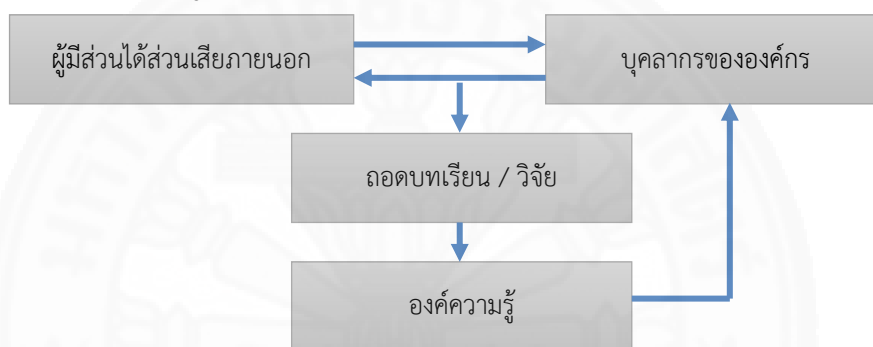 ผู้มีส่วนได้ส่วนเสียภายนอก
บุคลากรขององค์กร
ถอดบทเรียน / วิจัย
องค์ความรู้